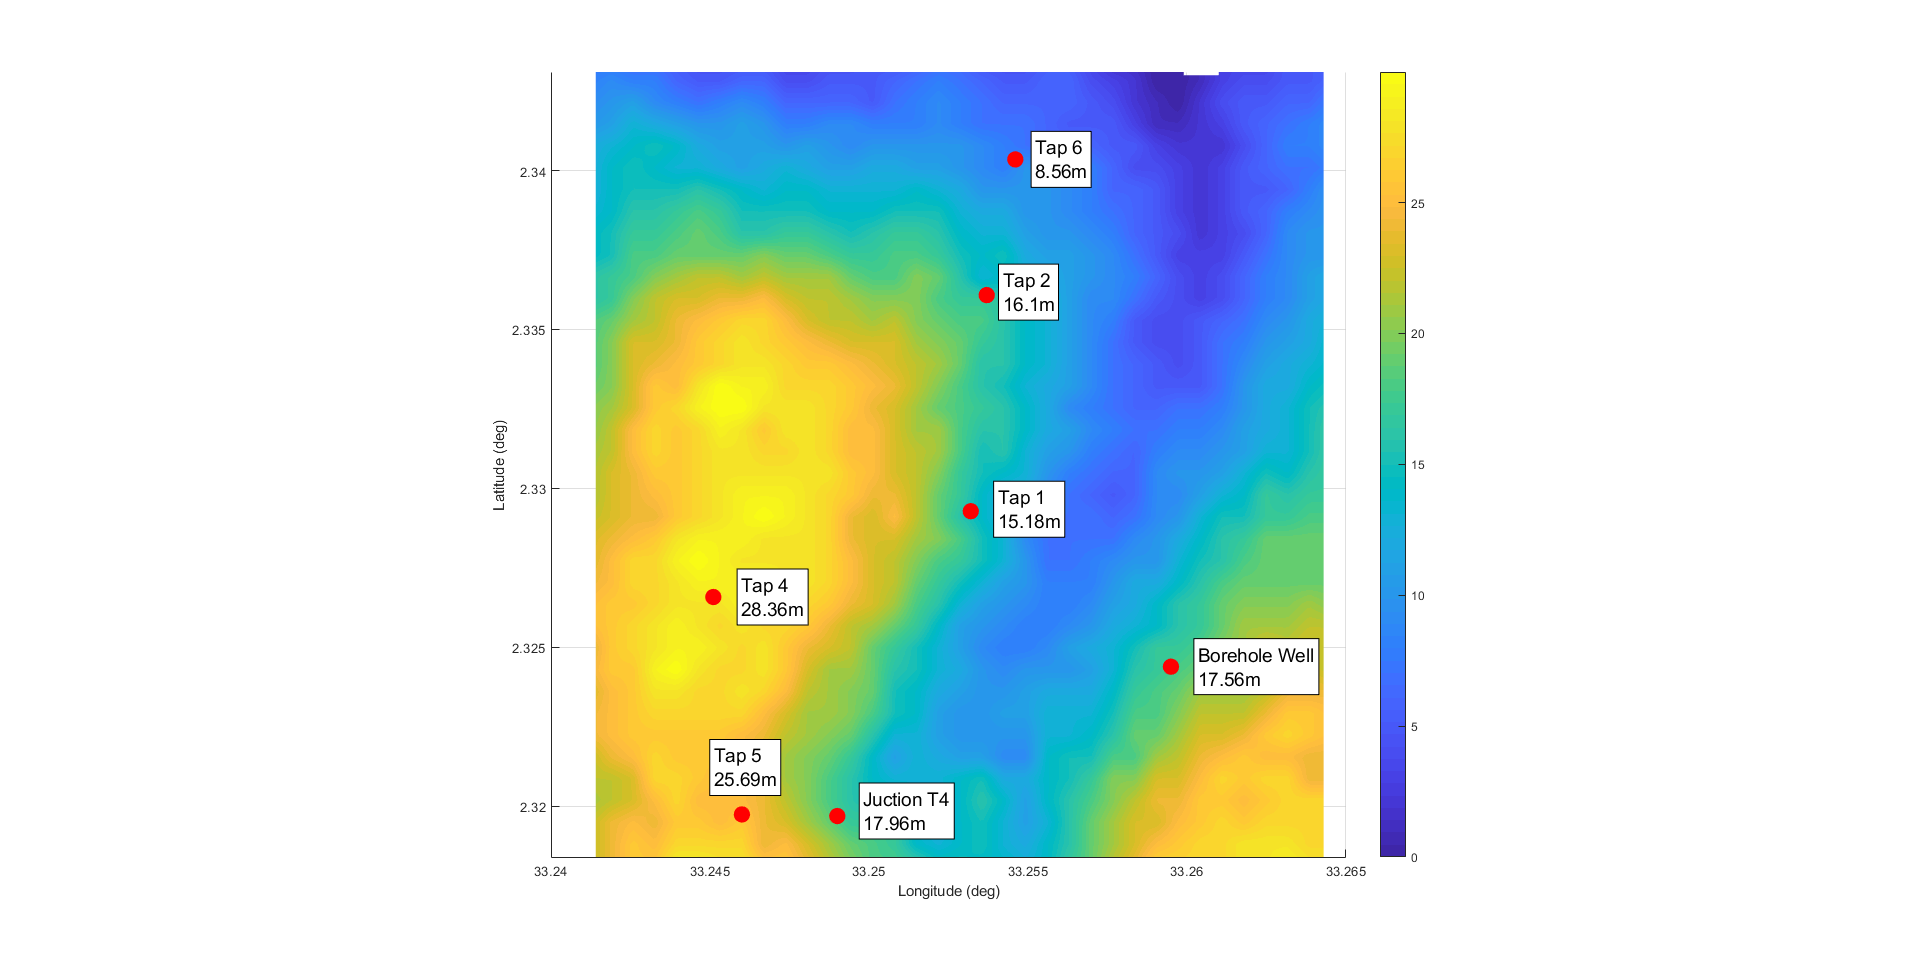 Tap 6
8.56m
2.34
25
Tap 2
16.1m
2.335
20
15
Latitude (deg)
2.33
Tap 1
15.18m
Tap 4
28.36m
10
2.325
Borehole Well
17.56m
5
Tap 5
25.69m
Juction T4
17.96m
2.32
0
33.24
33.245
33.25
33.255
33.26
33.265
Longitude (deg)